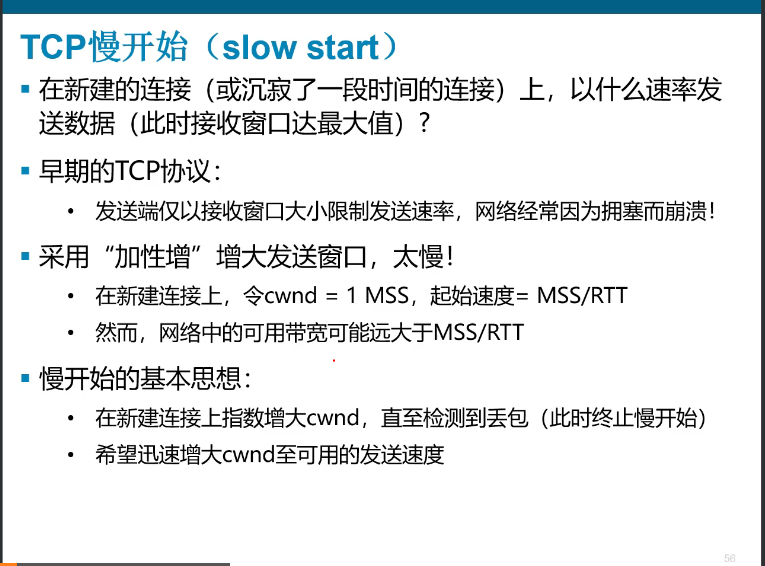 TCP慢开始（slow start）
▪ 在新建的连接（或沉寂了一段时间的连接）上，以什么速率发
送数据（此时接收窗口达最大值）？
▪ 早期的TCP协议：
• 发送端仅以接收窗口大小限制发送速率，网络经常因为拥塞而崩溃！
▪ 采用“加性增”增大发送窗口，太慢！
• 在新建连接上，令cwnd = 1 MSS，起始速度= MSS/RTT
• 然而，网络中的可用带宽可能远大于MSS/RTT
▪ 慢开始的基本思想：
• 在新建连接上指数增大cwnd，直至检测到丢包（此时终止慢开始）
• 希望迅速增大cwnd至可用的发送速度
56